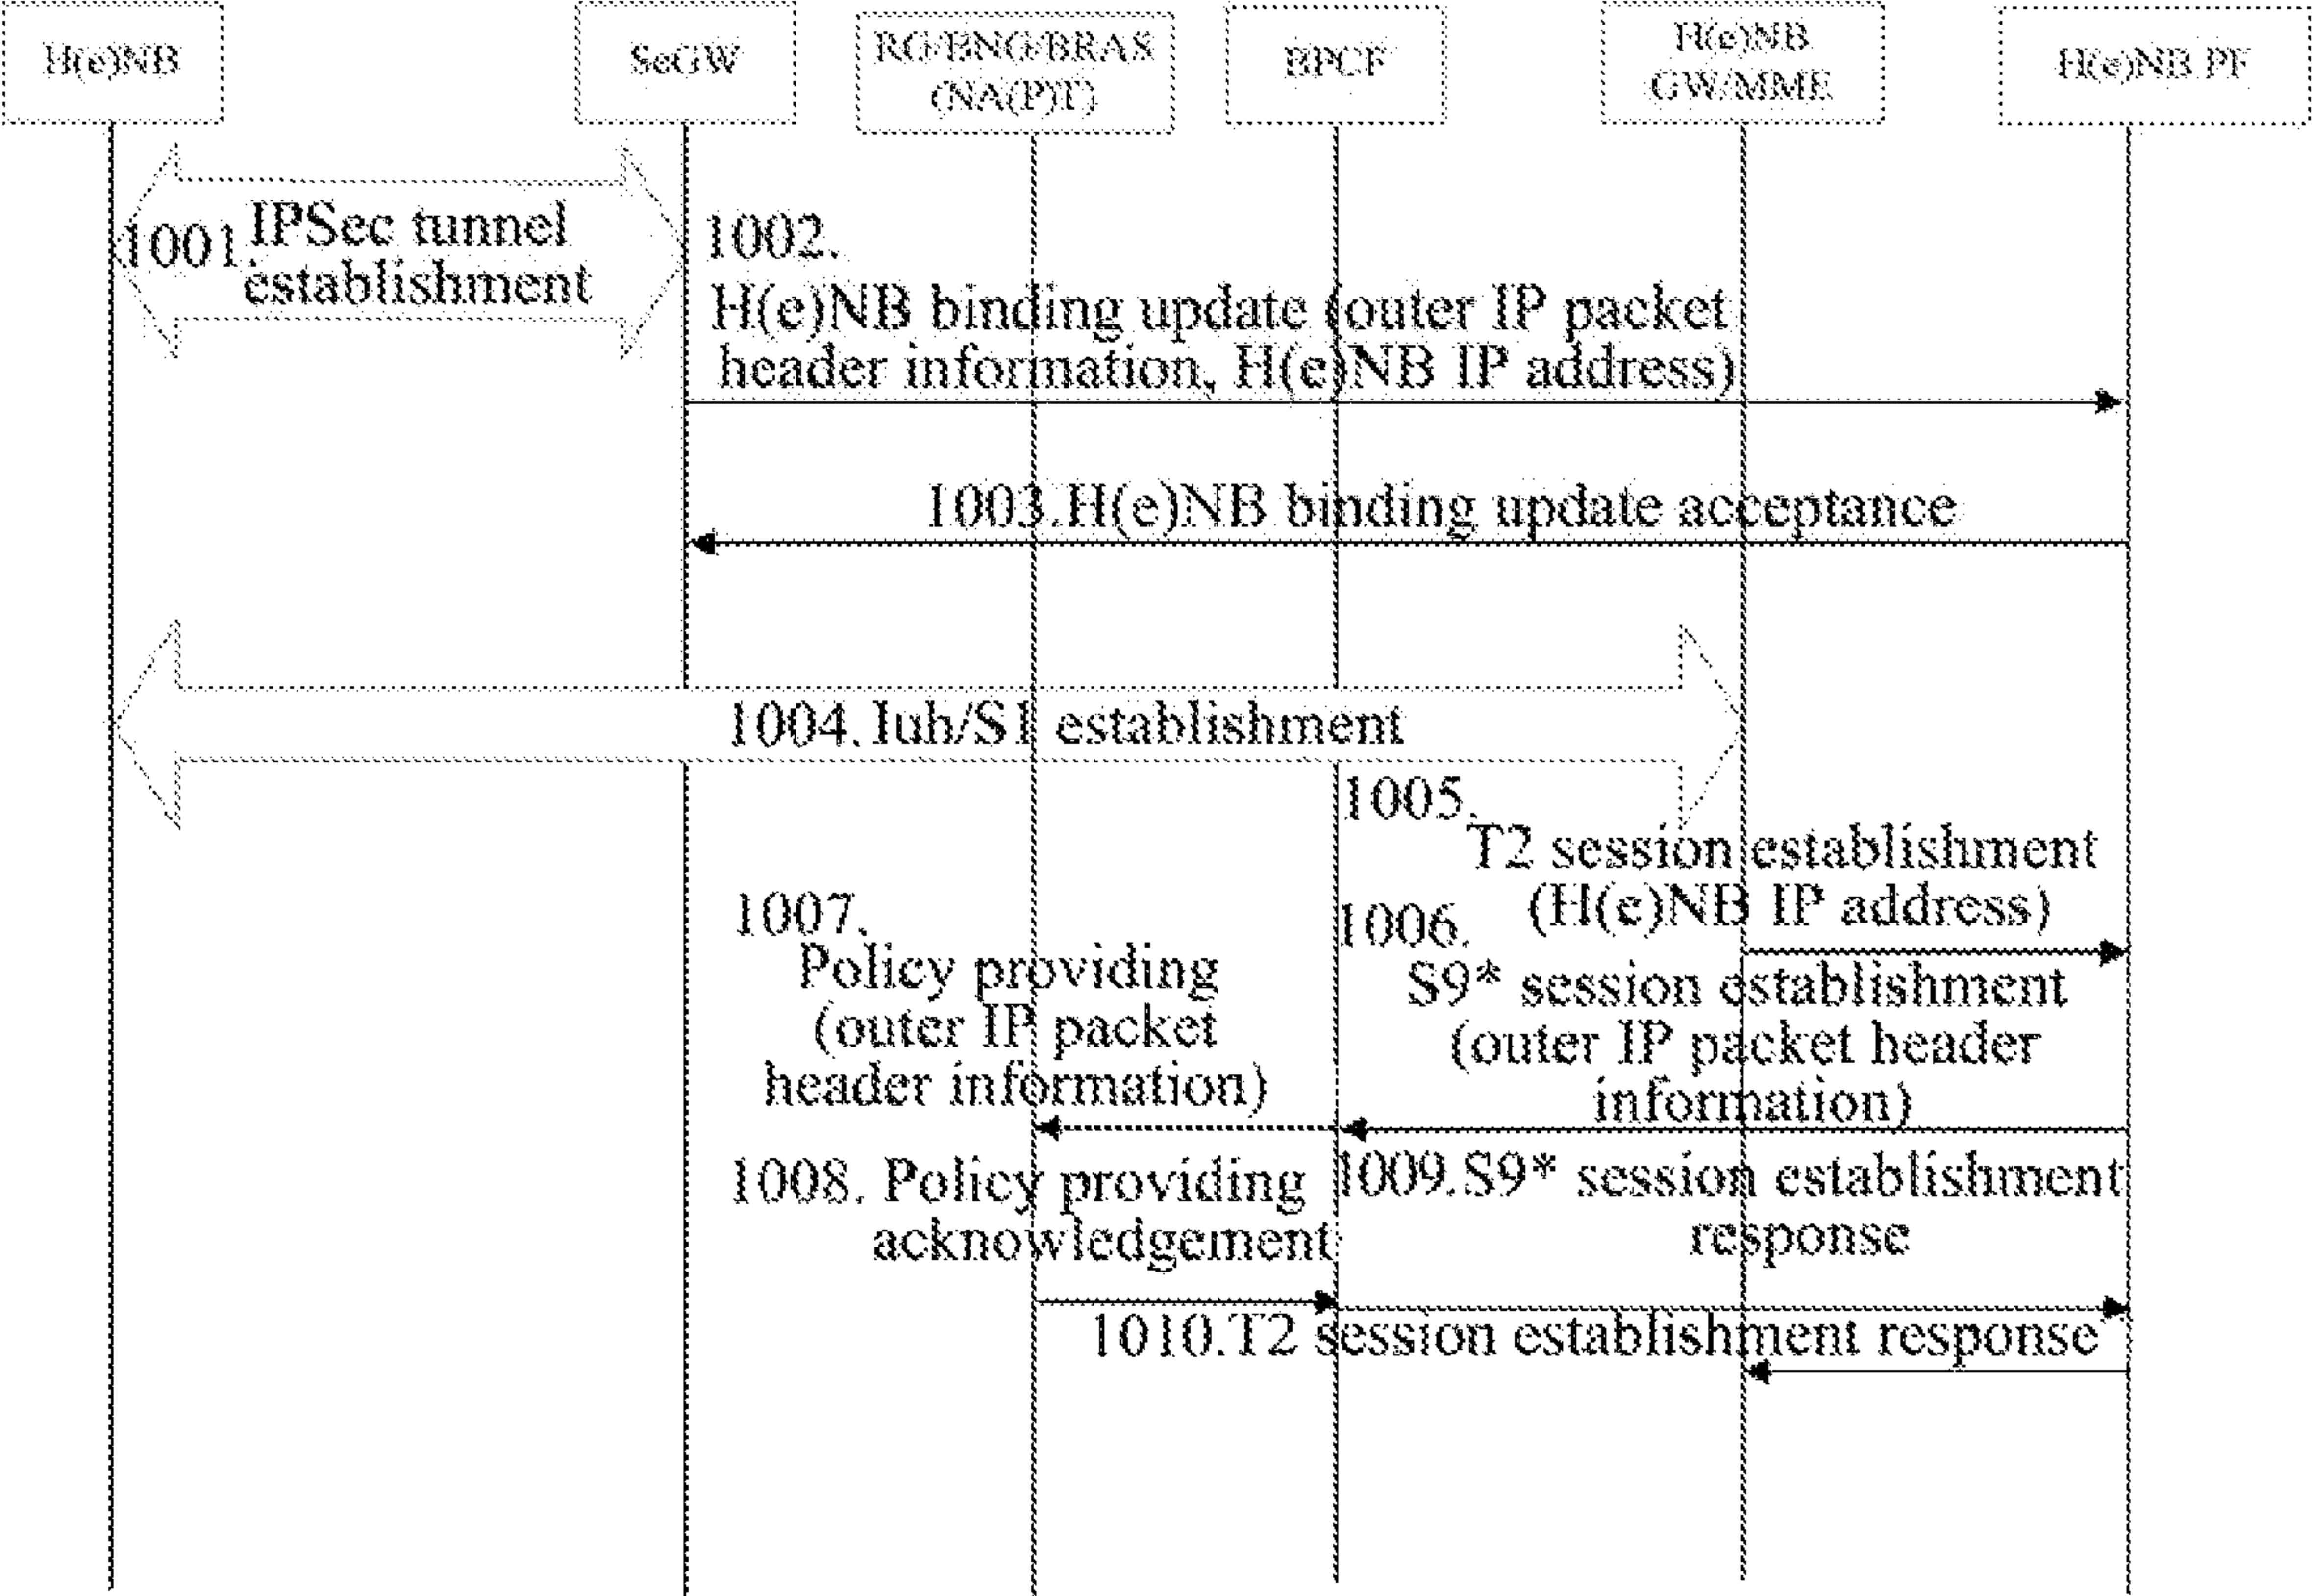 H(e)NB
SeGW
RG/BNG/BRAS
(NA(P)T)
BPCF
H(e)NB
GW/MME
H(e)NB PF
1001.
IPSec tunnel
establishment
1002.
H(e)NB binding update (outer IP packet
header information, H(e)NB IP address)
1003.H(e)NB binding update acceptance
1004. Iuh/S1 establishment
1005.
T2 session establishment
(H(e)NB IP address)
1006.
S9* session establishment
(outer IP packet header
information)
1007.
Policy providing
(outer IP packet
header information)
1008. Policy providing
acknowledgement
1009.S9* session establishment
response
1010.T2 session establishment response